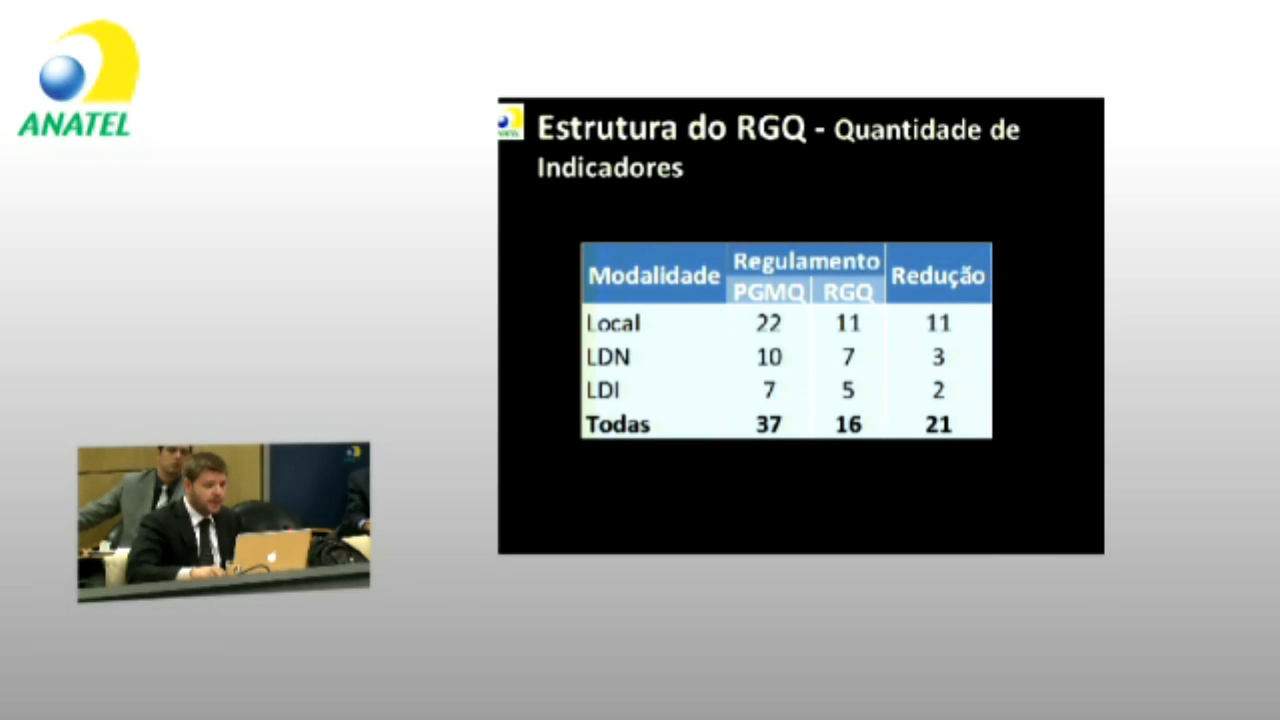 ANATEL
Estrutura do RGQ - Quantidade de
Indicadores
Modalidade Regulamento Redução
PGMQ RGQ
Local 22 11 11
LDN 10 7 3
LDI 7 5 2
Todas 37 16 21